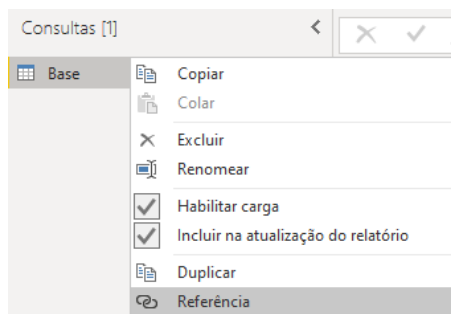 Consultas [1]
Base
Copiar
Colar
Excluir
Renomear
Habilitar carga
Incluir na atualização do relatório
Duplicar
Referência